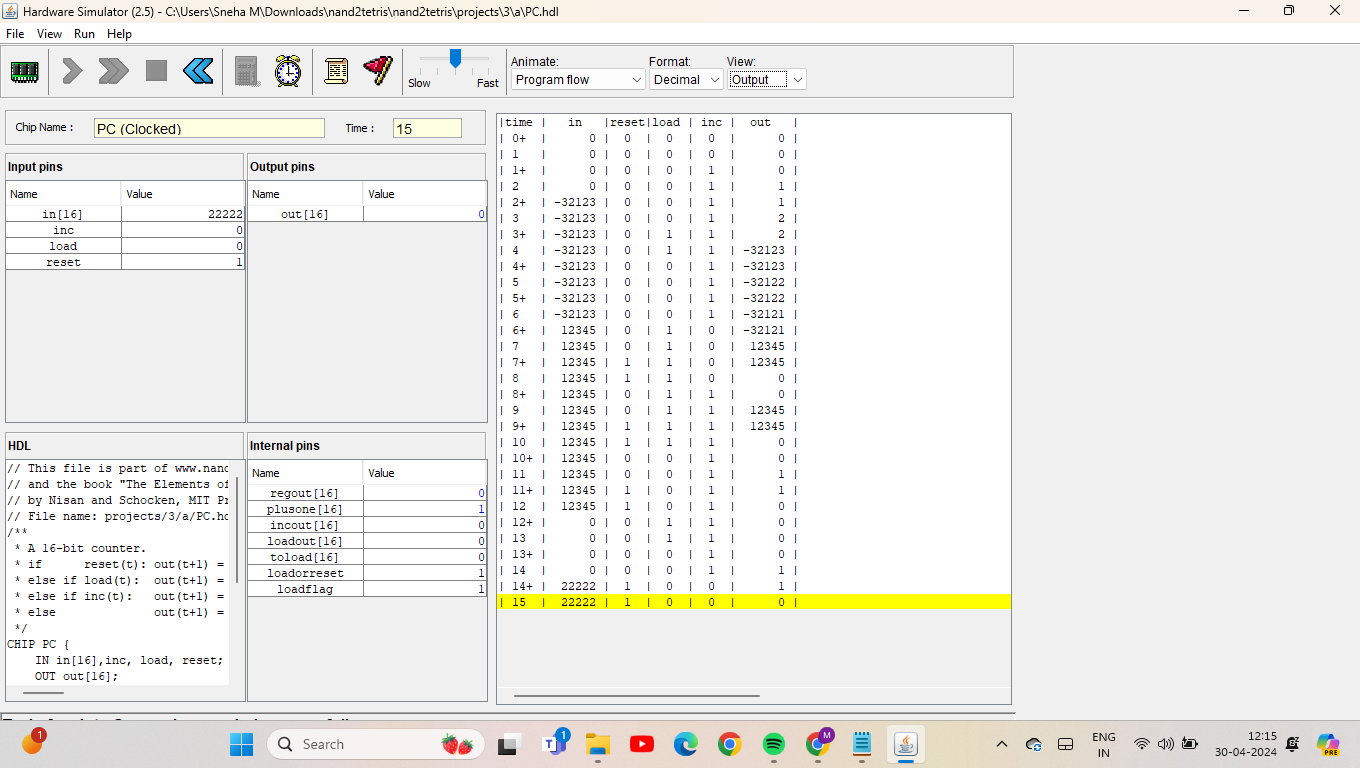 Hardware Simulator (2.5) - C:\Users\Sneha M\Downloads\nand2tetris\nand2tetris\projects\3\a\PC.hdl
File View Run Help
Slow Fast
Animate: Format: View:
Program flow Decimal Output
Chip Name : PC (Clocked) Time : 15
Input pins
Name Value
in[16] 22222
inc 0
load 0
reset 1
Output pins
Name Value
out[16] 0
HDL
// This file is part of www.nand
// and the book "The Elements of
// by Nisan and Schocken, MIT Pr
// File name: projects/3/a/PC.hd
/**
* A 16-bit counter.
* if reset(t): out(t+1) =
* else if load(t): out(t+1) =
* else if inc(t): out(t+1) =
* else out(t+1) =
*/
CHIP PC {
IN in[16],inc, load, reset;
OUT out[16];
Internal pins
Name Value
regout[16] 0
plusone[16] 1
incout[16] 0
loadout[16] 0
toload[16] 0
loadorreset 1
loadflag 1
|time | in |reset|load | inc | out |
| 0+ | 0 | 0 | 0 | 0 | 0 |
| 1 | 0 | 0 | 0 | 0 | 0 |
| 1+ | 0 | 0 | 0 | 1 | 0 |
| 2 | 0 | 0 | 0 | 1 | 1 |
| 2+ | -32123 | 0 | 0 | 1 | 1 |
| 3 | -32123 | 0 | 0 | 1 | 2 |
| 3+ | -32123 | 0 | 1 | 1 | 2 |
| 4 | -32123 | 0 | 1 | 1 | -32123 |
| 4+ | -32123 | 0 | 0 | 1 | -32123 |
| 5 | -32123 | 0 | 0 | 1 | -32122 |
| 5+ | -32123 | 0 | 0 | 1 | -32122 |
| 6 | -32123 | 0 | 0 | 1 | -32121 |
| 6+ | 12345 | 0 | 1 | 0 | -32121 |
| 7 | 12345 | 0 | 1 | 0 | 12345 |
| 7+ | 12345 | 1 | 1 | 0 | 12345 |
| 8 | 12345 | 1 | 1 | 0 | 0 |
| 8+ | 12345 | 0 | 1 | 1 | 0 |
| 9 | 12345 | 0 | 1 | 1 | 12345 |
| 9+ | 12345 | 1 | 1 | 1 | 12345 |
| 10 | 12345 | 1 | 1 | 1 | 0 |
| 10+ | 12345 | 0 | 0 | 1 | 0 |
| 11 | 12345 | 0 | 0 | 1 | 1 |
| 11+ | 12345 | 1 | 0 | 1 | 1 |
| 12 | 12345 | 1 | 0 | 1 | 0 |
| 12+ | 0 | 0 | 1 | 1 | 0 |
| 13 | 0 | 0 | 1 | 1 | 0 |
| 13+ | 0 | 0 | 0 | 1 | 0 |
| 14 | 0 | 0 | 0 | 1 | 1 |
| 14+ | 22222 | 1 | 0 | 0 | 1 |
| 15 | 22222 | 1 | 0 | 0 | 0 |
1
Search
1
M
ENG
IN
12:15
30-04-2024
PRE